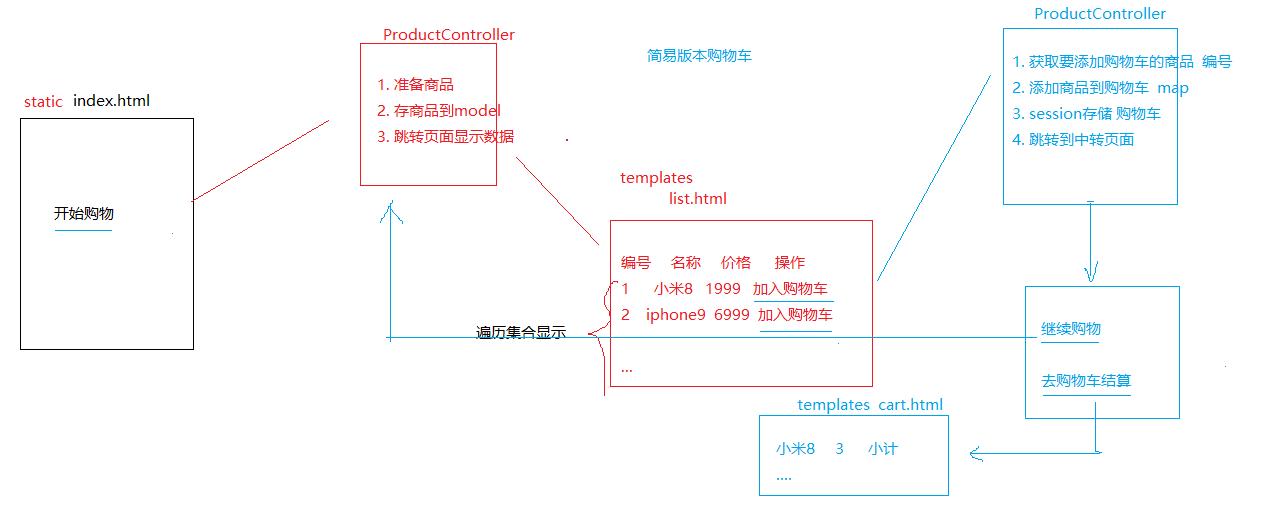 static index.html
开始购物
ProductController
1. 准备商品
2. 存商品到model
3. 跳转页面显示数据
简易版本购物车
templates
list.html
编号 名称 价格 操作
1 小米8 1999 加入购物车
2 iphone9 6999 加入购物车
...
遍历集合显示
ProductController
1. 获取要添加购物车的商品 编号
2. 添加商品到购物车 map
3. session存储 购物车
4. 跳转到中转页面
继续购物
去购物车结算
templates cart.html
小米8 3 小计
....